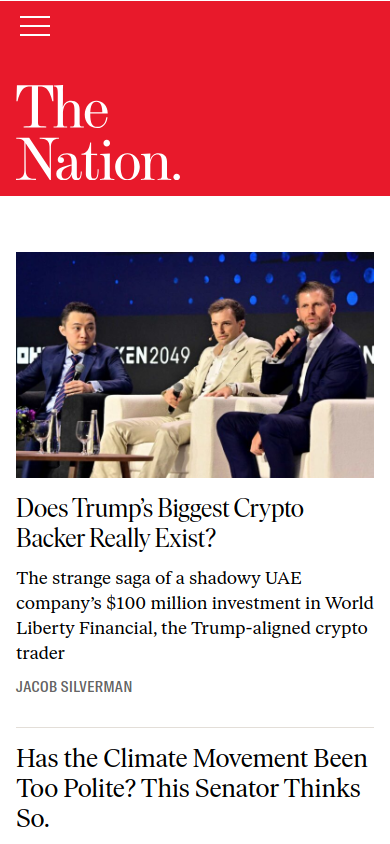 The
Nation.
KEN2049
Does Trump's Biggest Crypto
Backer Really Exist?
The strange saga of a shadowy UAE
company's $100 million investment in World
Liberty Financial, the Trump-aligned crypto
trader
JACOB SILVERMAN
Has the Climate Movement Been
Too Polite? This Senator Thinks
So.